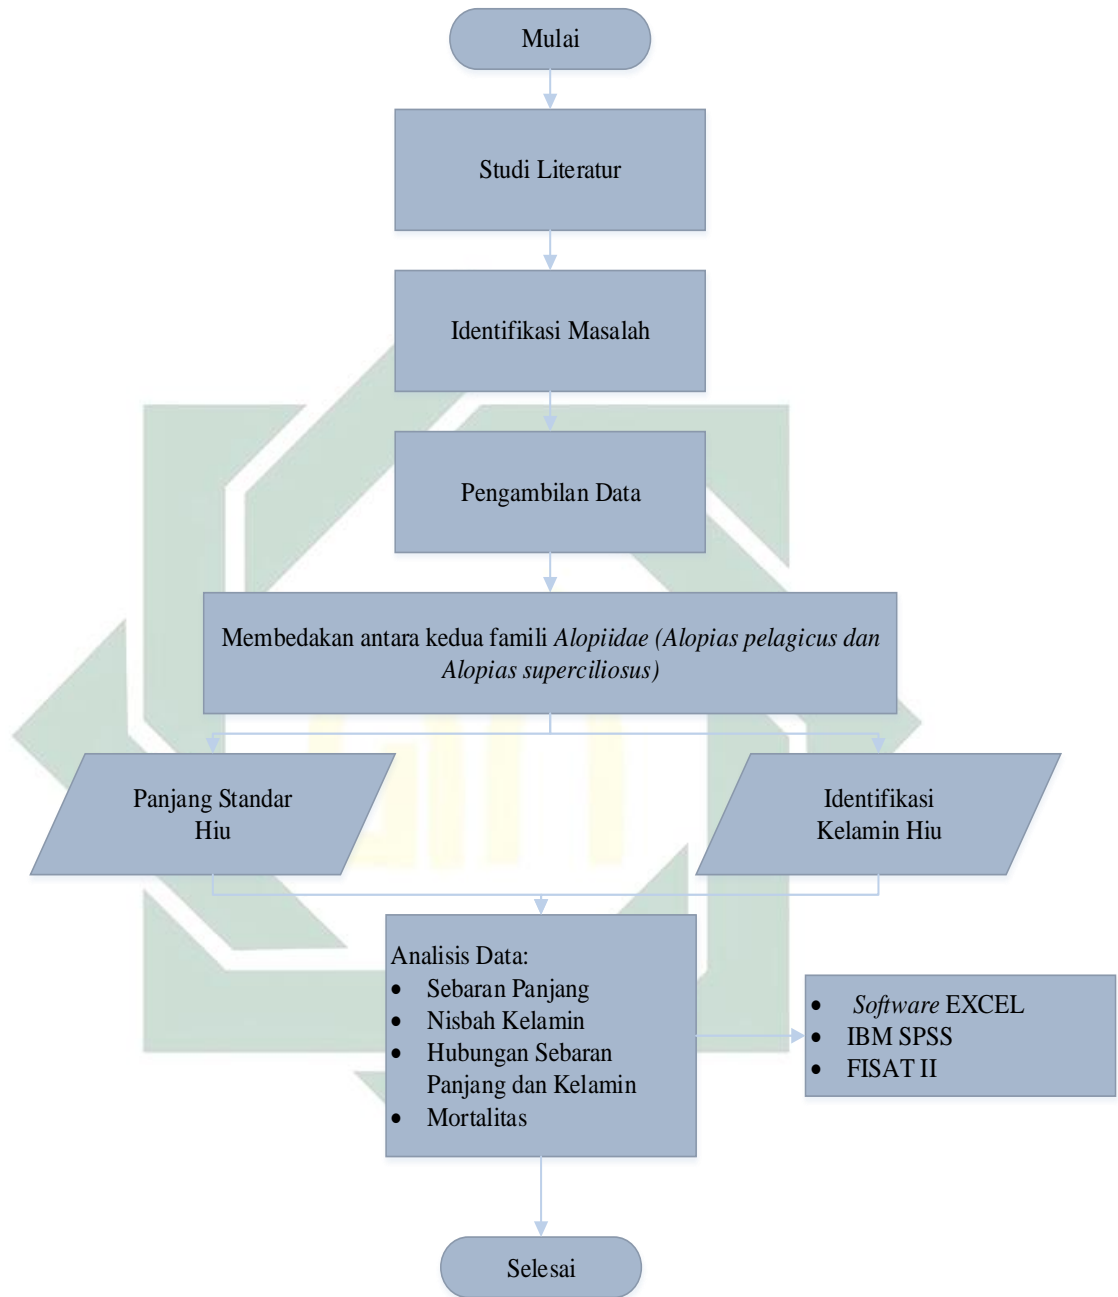 Mulai
Studi Literatur
Identifikasi Masalah
Pengambilan Data
Membedakan antara kedua famili Alopiidae (Alopias pelagicus dan
Alopias superciliosus)
Panjang Standar
Hiu
Identifikasi
Kelamin Hiu
Analisis Data:
• Sebaran Panjang
• Nisbah Kelamin
• Hubungan Sebaran
Panjang dan Kelamin
• Mortalitas
• Software EXCEL
• IBM SPSS
• FISAT II
Selesai